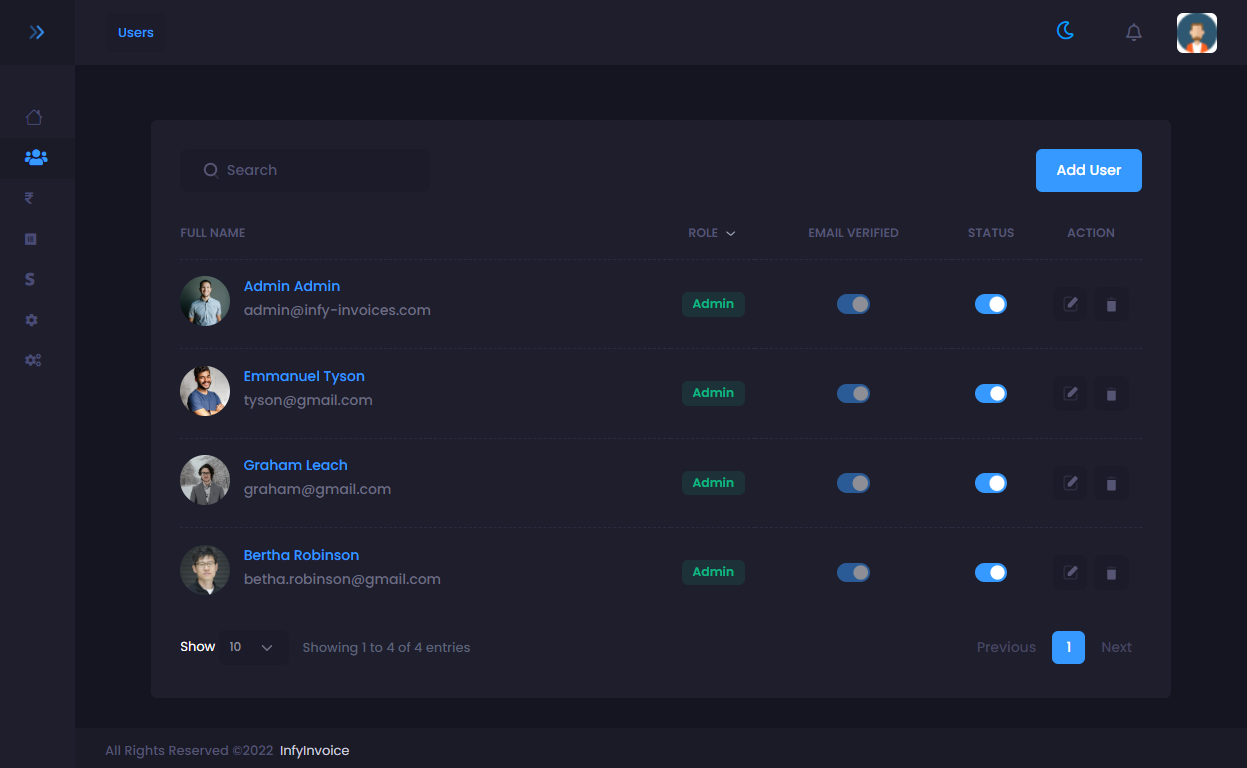 Users
Search
Add User
FULL NAME ROLE EMAIL VERIFIED STATUS ACTION
Admin Admin
admin@infy-invoices.com
Admin
Emmanuel Tyson
tyson@gmail.com
Admin
Graham Leach
graham@gmail.com
Admin
Bertha Robinson
betha.robinson@gmail.com
Admin
Show 10 Showing 1 to 4 of 4 entries Previous 1 Next
All Rights Reserved ©2022 InfyInvoice